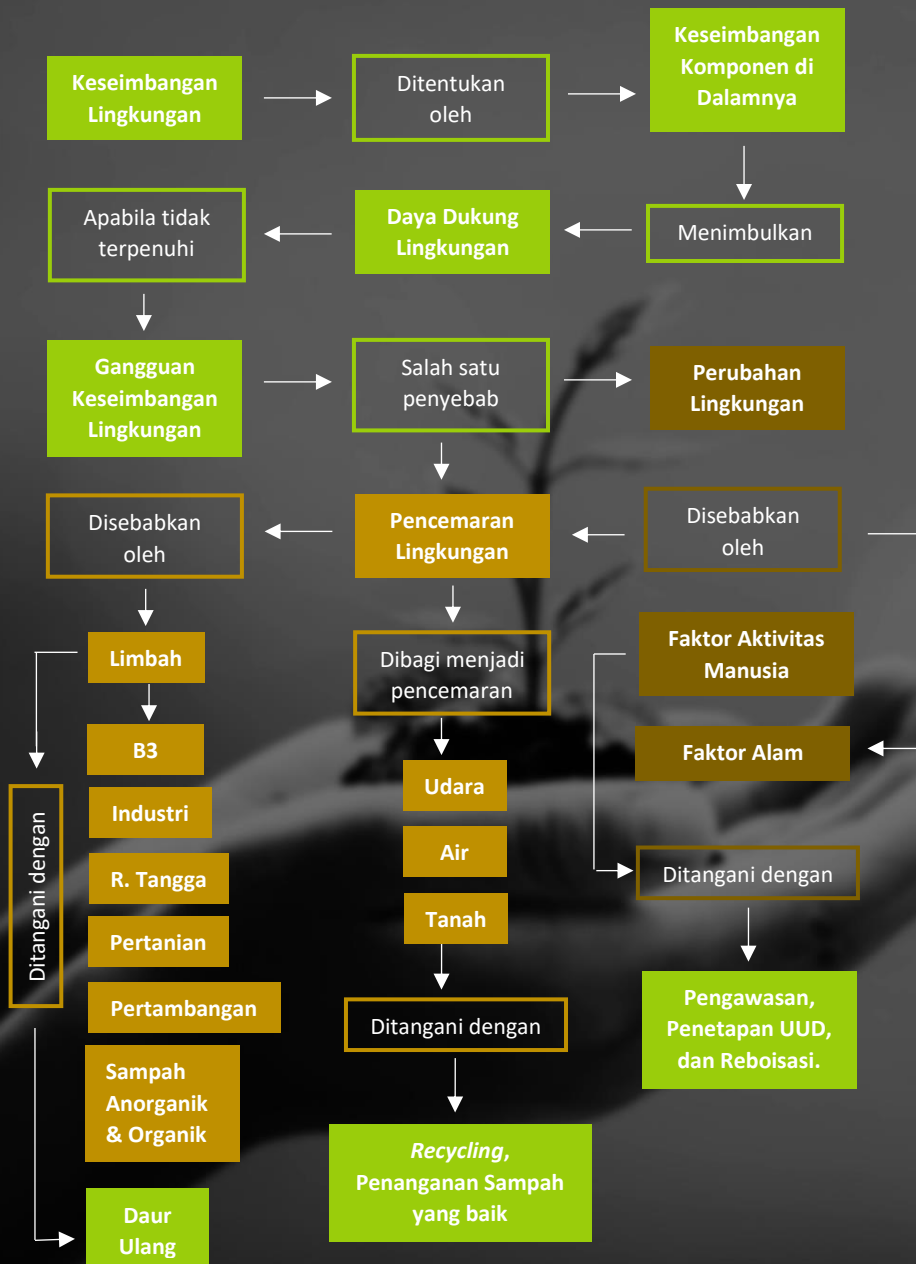 Keseimbangan
Lingkungan
Ditentukan
oleh
Keseimbangan
Komponen di
Dalamnya
Apabila tidak
terpenuhi
Daya Dukung
Lingkungan
Menimbulkan
Gangguan
Keseimbangan
Lingkungan
Salah satu
penyebab
Perubahan
Lingkungan
Disebabkan
oleh
Pencemaran
Lingkungan
Disebabkan
oleh
Limbah
B3
Industri
R. Tangga
Pertanian
Pertambangan
Sampah
Anorganik
& Organik
Ditangani dengan
Daur
Ulang
Dibagi menjadi
pencemaran
Udara
Air
Tanah
Ditangani dengan
Recycling,
Penanganan Sampah
yang baik
Faktor Aktivitas
Manusia
Faktor Alam
Ditangani dengan
Pengawasan,
Penetapan UUD,
dan Reboisasi.